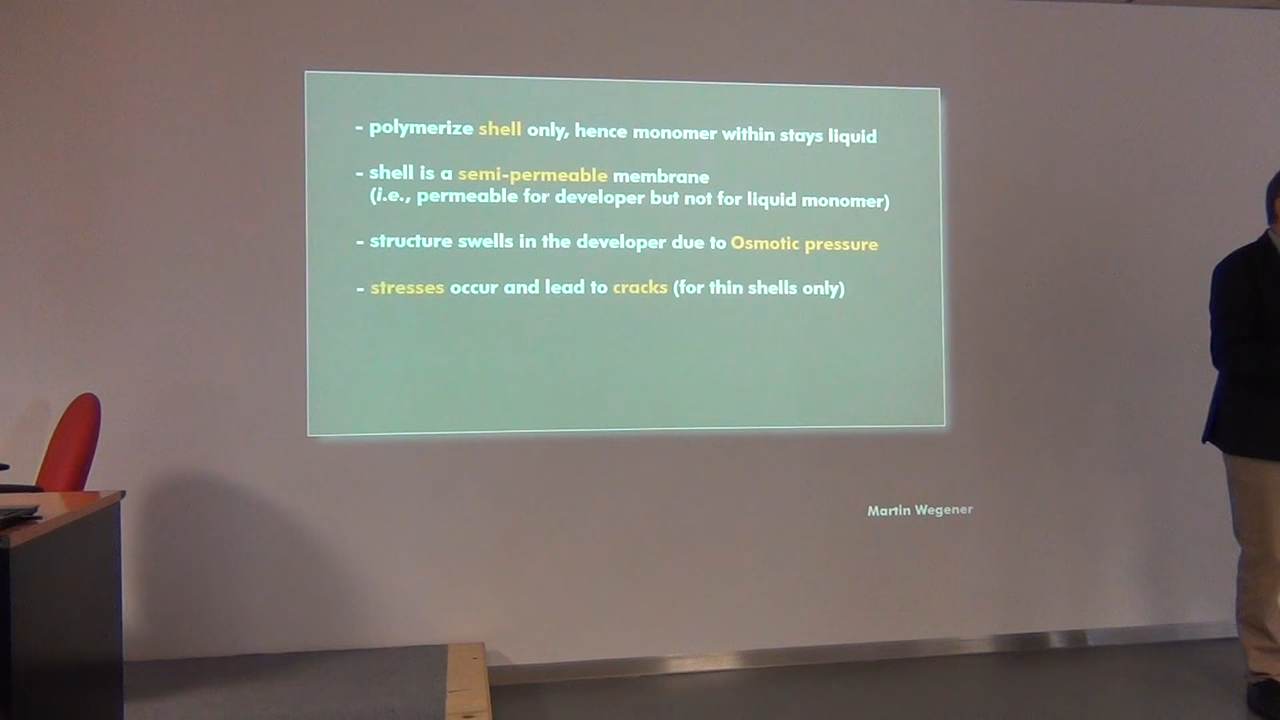 - polymerize shell only, hence monomer within stays liquid
- shell is a semi-permeable membrane
(i.e., permeable for developer but not for liquid monomer)
- structure swells in the developer due to Osmotic pressure
- stresses occur and lead to cracks (for thin shells only)
Martin Wegener